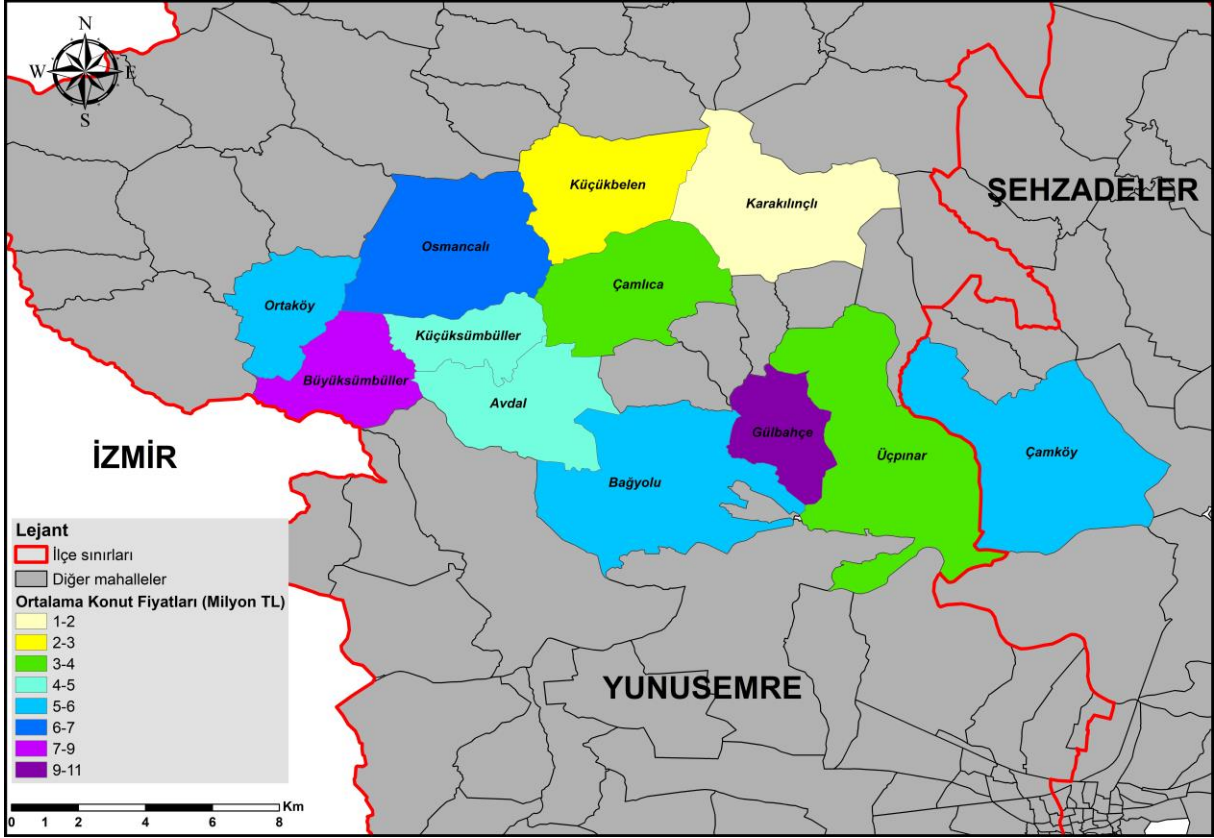 N
W E
S
Küçükbelen
Karakılınçlı
ŞEHZADELER
Osmancalı
Çamlıca
Ortaköy
Küçüksümbüller
Büyüksümbüller
Avdal
Gülbahçe
Üçpınar
Çamköy
İZMİR
Bağyolu
YUNUSEMRE
Lejant
İlçe sınırları
Diğer mahalleler
Ortalama Konut Fiyatları (Milyon TL)
1-2
2-3
3-4
4-5
5-6
6-7
7-9
9-11
Km
0 1 2 4 6 8